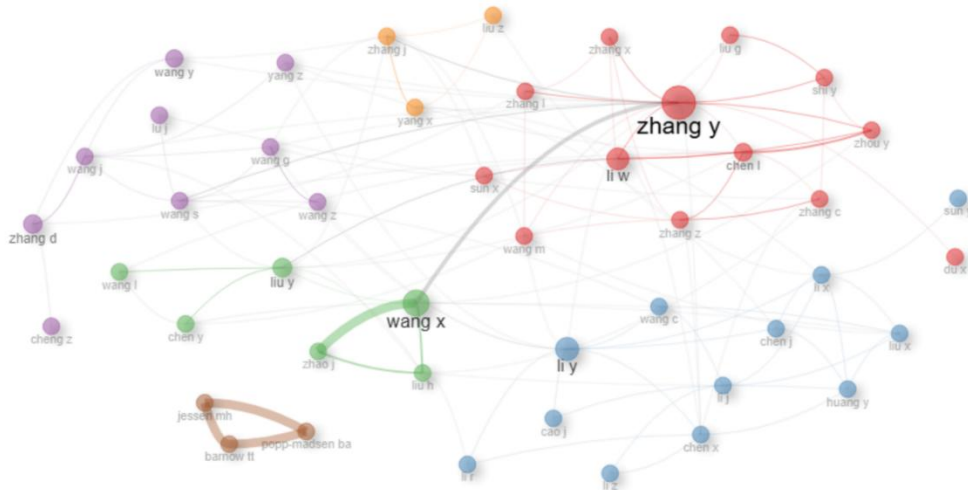 liu z
zhang j
zhang x
liu g
wang y
yang z
zhang l
shi y
yang x
zhang y
lu j
zhou y
wang j
wang g
li w
chen l
sun x
wang s
wang z
zhang c
zhang d
zhang z
wang m
sun
du x
wang l
liu y
li x
wang x
wang c
cheng z
chen y
chen j
liu x
zhao j
li y
liu h
li j
huang y
jessen mh
popp-madsen ba
barnow tt
cao j
chen x
li z